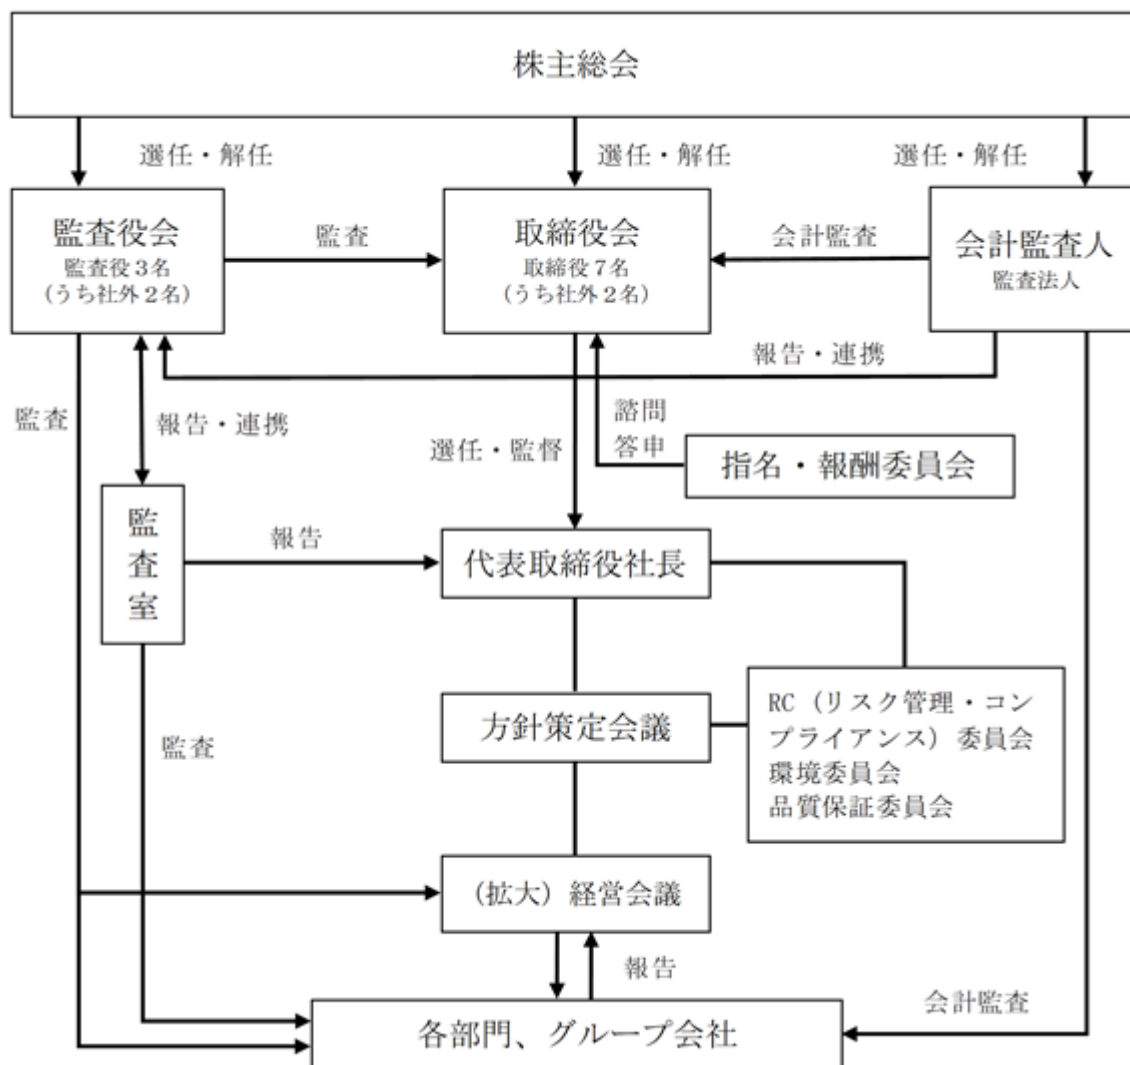 株主総会
選任・解任
選任・解任
選任・解任
監査役会
監査役3名
(うち社外2名)
監査
取締役会
取締役7名
(うち社外2名)
会計監査
会計監査人
監査法人
報告・連携
監査
報告・連携
諮問
答申
選任・監督
指名・報酬委員会
監査室
報告
代表取締役社長
方針策定会議
RC(リスク管理・コン
プライアンス)委員会
環境委員会
品質保証委員会
監査
(拡大)経営会議
報告
会計監査
各部門、グループ会社